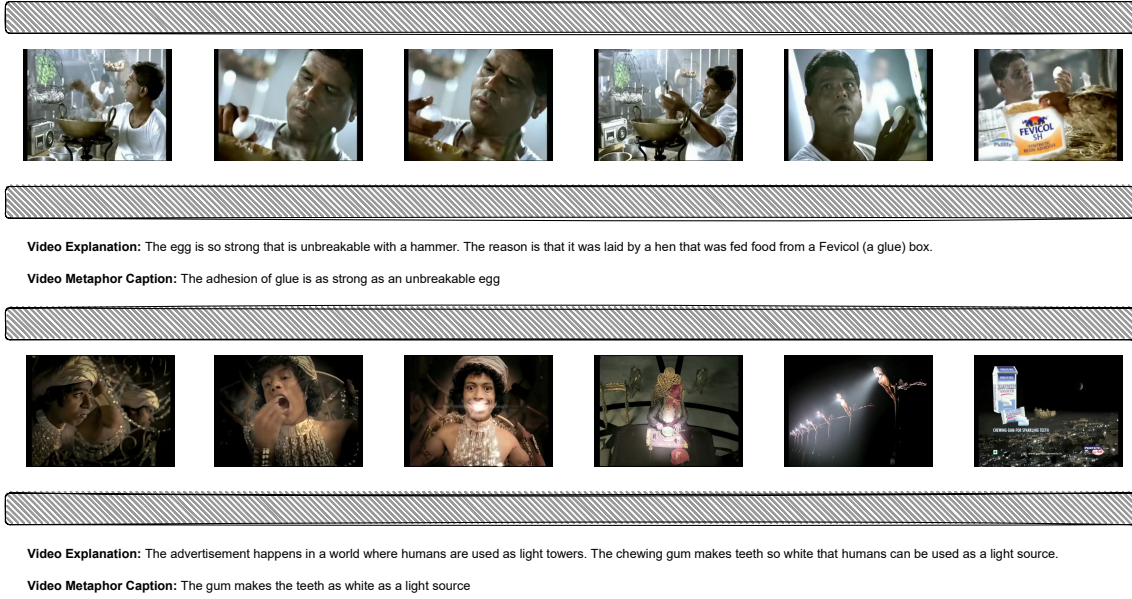 FEVICOL
SH
SYNTHETIC
RESIN ADHESIVE
Pidilite
Video Explanation: The egg is so strong that is unbreakable with a hammer. The reason is that it was laid by a hen that was fed food from a Fevicol (a glue) box.
Video Metaphor Caption: The adhesion of glue is as strong as an unbreakable egg
CHEWING GUM FOR SPARKLING TEETH
Video Explanation: The advertisement happens in a world where humans are used as light towers. The chewing gum makes teeth so white that humans can be used as a light source.
Video Metaphor Caption: The gum makes the teeth as white as a light source